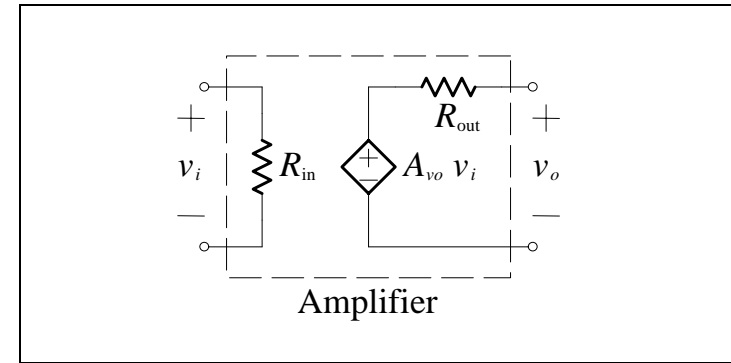 + R_out +
v_i R_in + A_vo v_i v_o
− − −
Amplifier